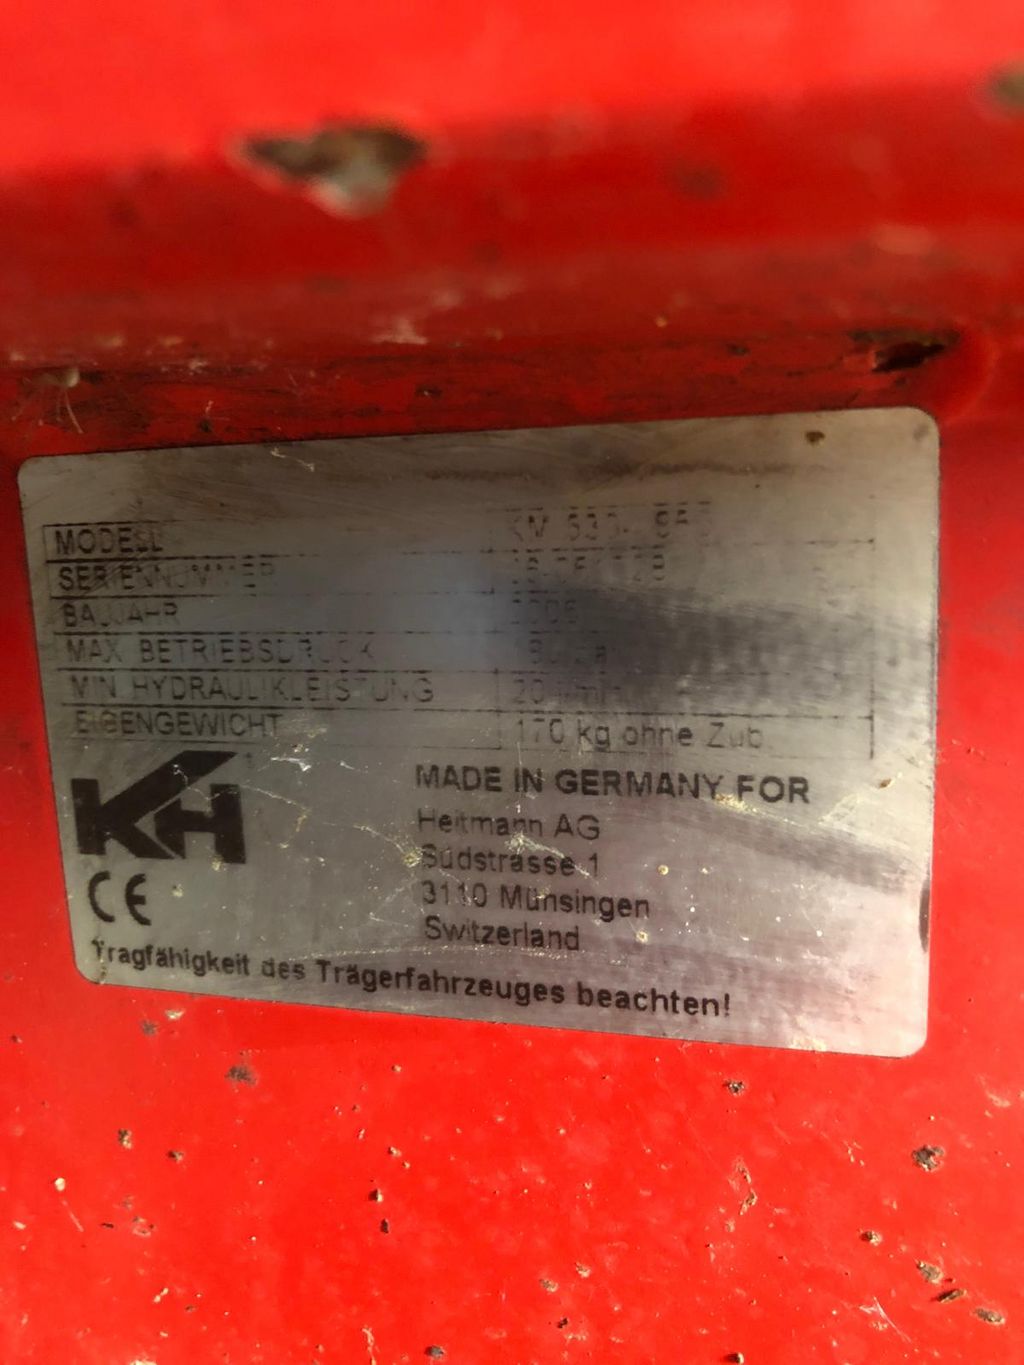 MODELL
SERIENNUMMER
BAUJAHR
MAX. BETRIEBSDRUCK
MIN. HYDRAULIKLEISTUNG
EIGENGEWICHT 170 kg ohne Zub.
KH
MADE IN GERMANY FOR
Heitmann AG
Südstrasse 1
3110 Münsingen
Switzerland
CE
Tragfähigkeit des Trägerfahrzeuges beachten!